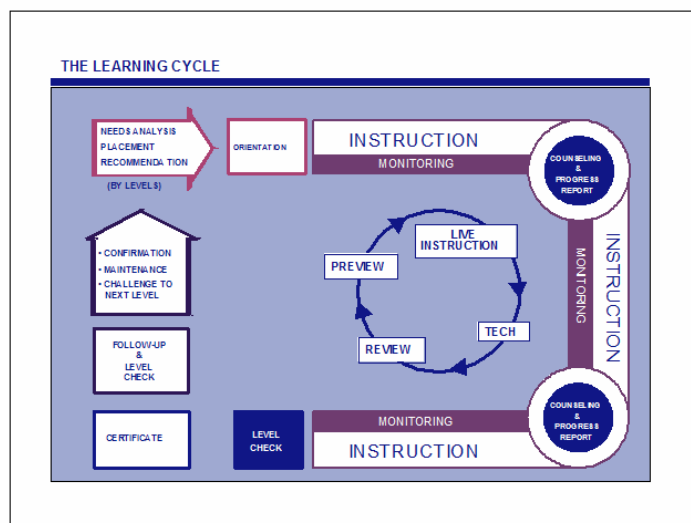 THE LEARNING CYCLE
NEEDS ANALYSIS
PLACEMENT
RECOMMENDATION
(BY LEVELS)
ORIENTATION
INSTRUCTION
MONITORING
COUNSELING
&
PROGRESS
REPORT
MONITORING
INSTRUCTION
COUNSELING
&
PROGRESS
REPORT
MONITORING
INSTRUCTION
LEVEL
CHECK
CERTIFICATE
FOLLOW-UP
&
LEVEL
CHECK
• CONFIRMATION
• MAINTENANCE
• CHALLENGE TO
NEXT LEVEL
LIVE
INSTRUCTION
TECH
REVIEW
PREVIEW